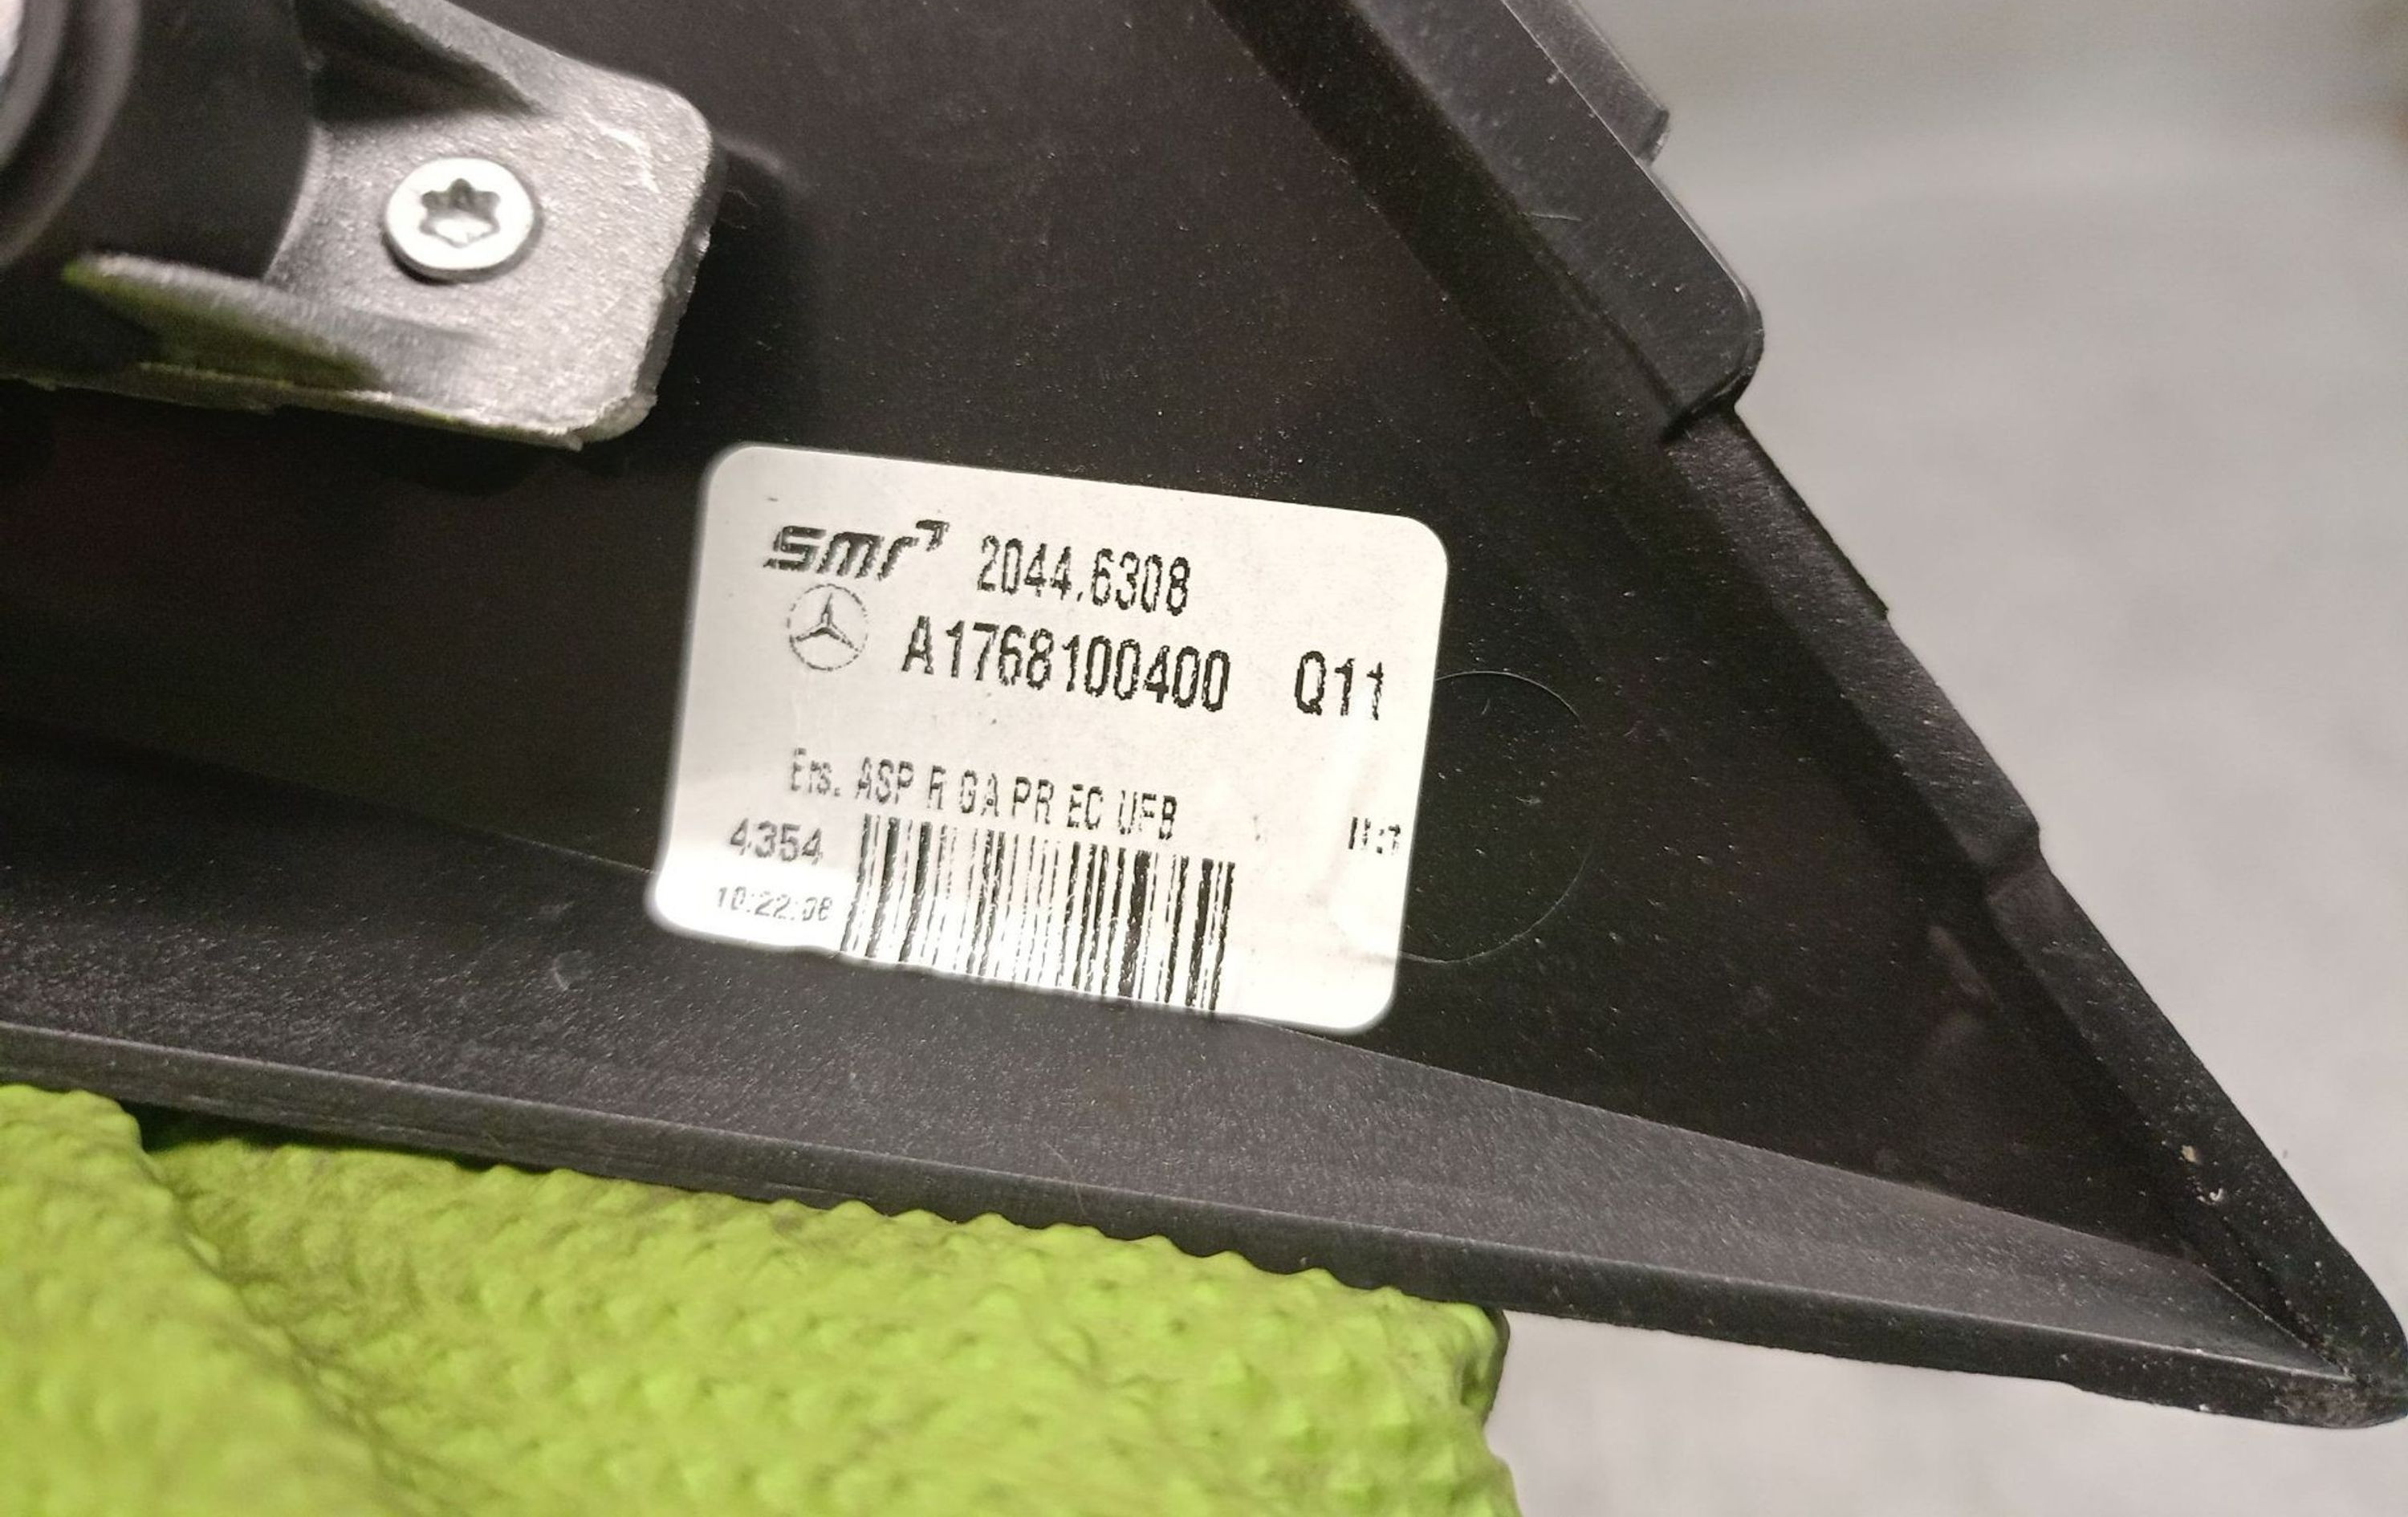 smr 2044.6308
A1768100400 Q11
Ers. ASP R GA PR EC UFB
4354
10:22:08